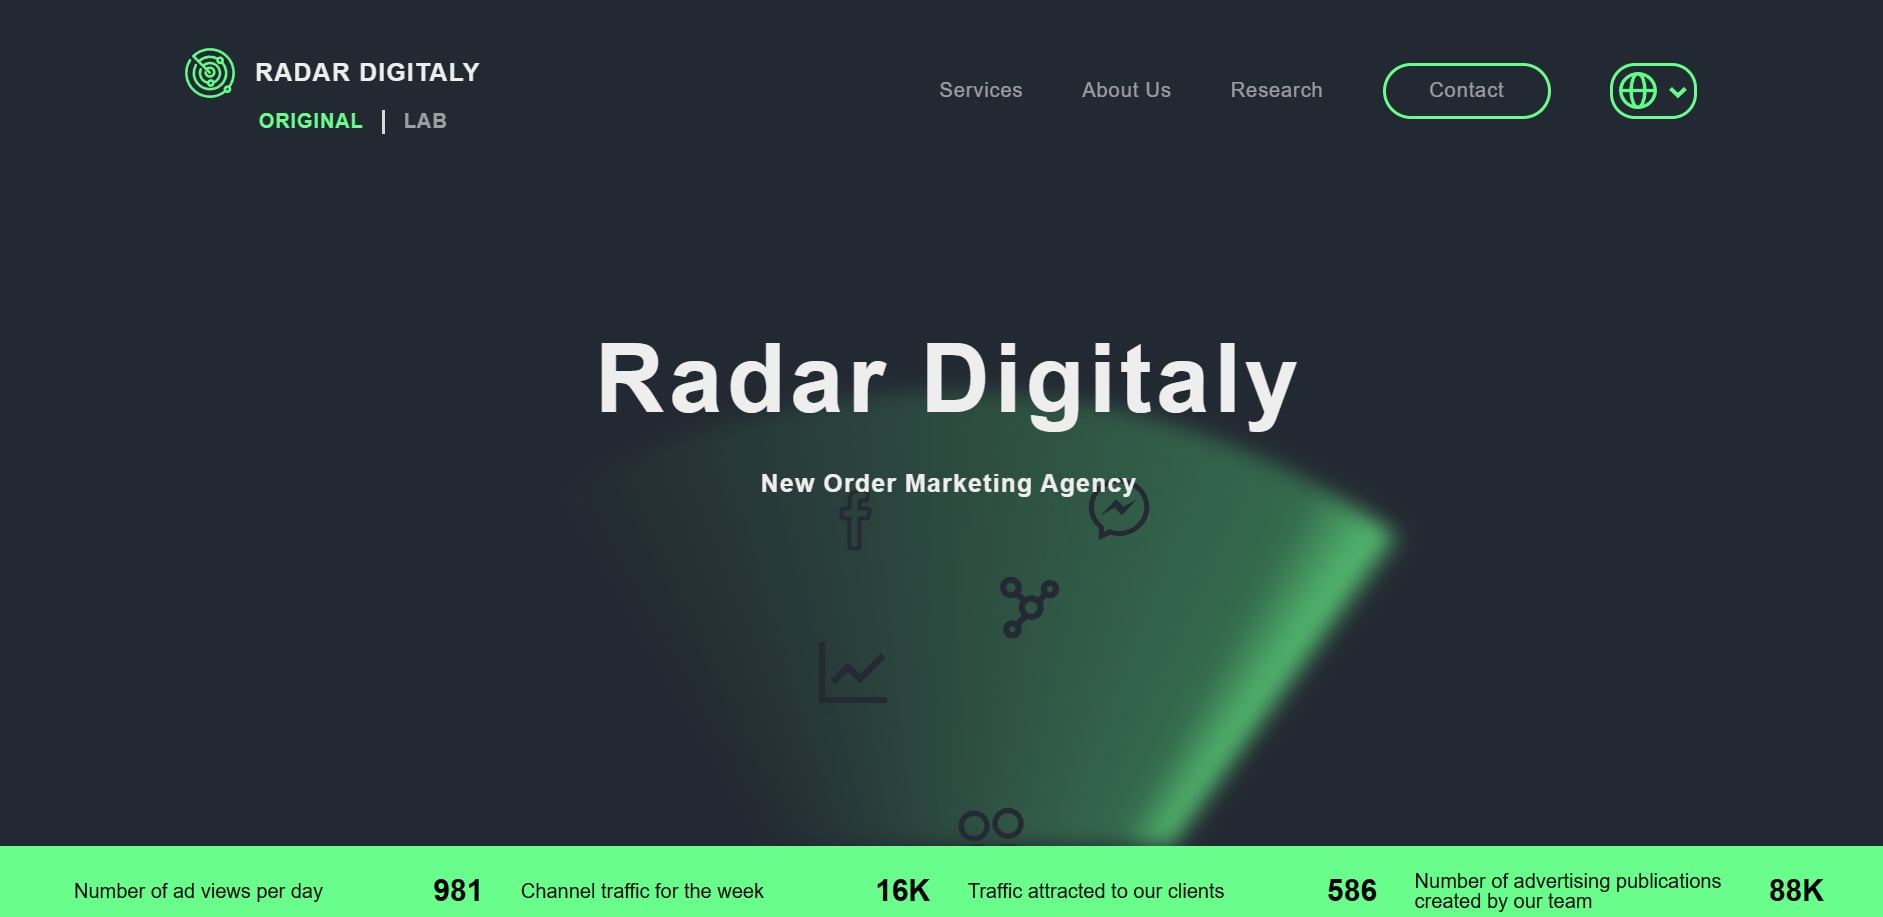 RADAR DIGITALY
ORIGINAL | LAB
Services
About Us
Research
Contact
Radar Digitaly
New Order Marketing Agency
Number of ad views per day
981
Channel traffic for the week
16K
Traffic attracted to our clients
586
Number of advertising publications
created by our team
88K